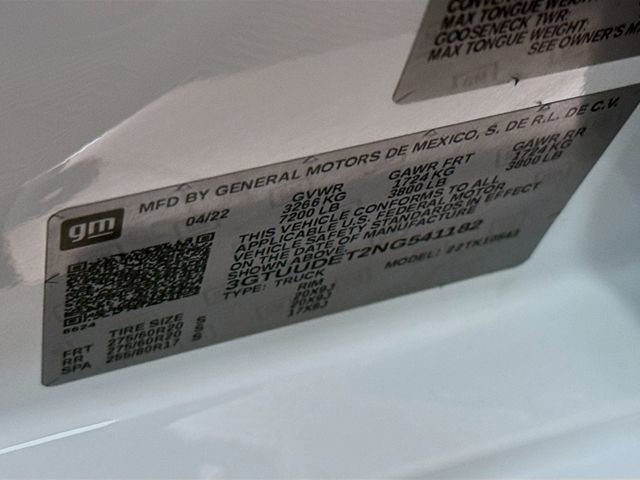 CONVE
MAX TONGUE WEIGHT
GOOSENECK TWR:
MAX TONGUE WEIGHT:
SEE OWNER'S M
gm
MFD BY GENERAL MOTORS DE MEXICO, S. DE R.L. DE C.V.
04/22 GVWR GAWR FRT GAWR RR
3266 KG 1724 KG 1724 KG
7200 LB 3800 LB 3800 LB
THIS VEHICLE CONFORMS TO ALL
APPLICABLE U.S. FEDERAL MOTOR
VEHICLE SAFETY STANDARDS IN EFFECT
ON THE DATE OF MANUFACTURE
SHOWN ABOVE.
3GTUUDET2NG541182
TYPE: TRUCK MODEL:
6624
TIRE SIZE RIM
FRT 275/60R20 S 20X9J
RR 275/60R20 S 20X9J
SPA 255/80R17 S 17X8J